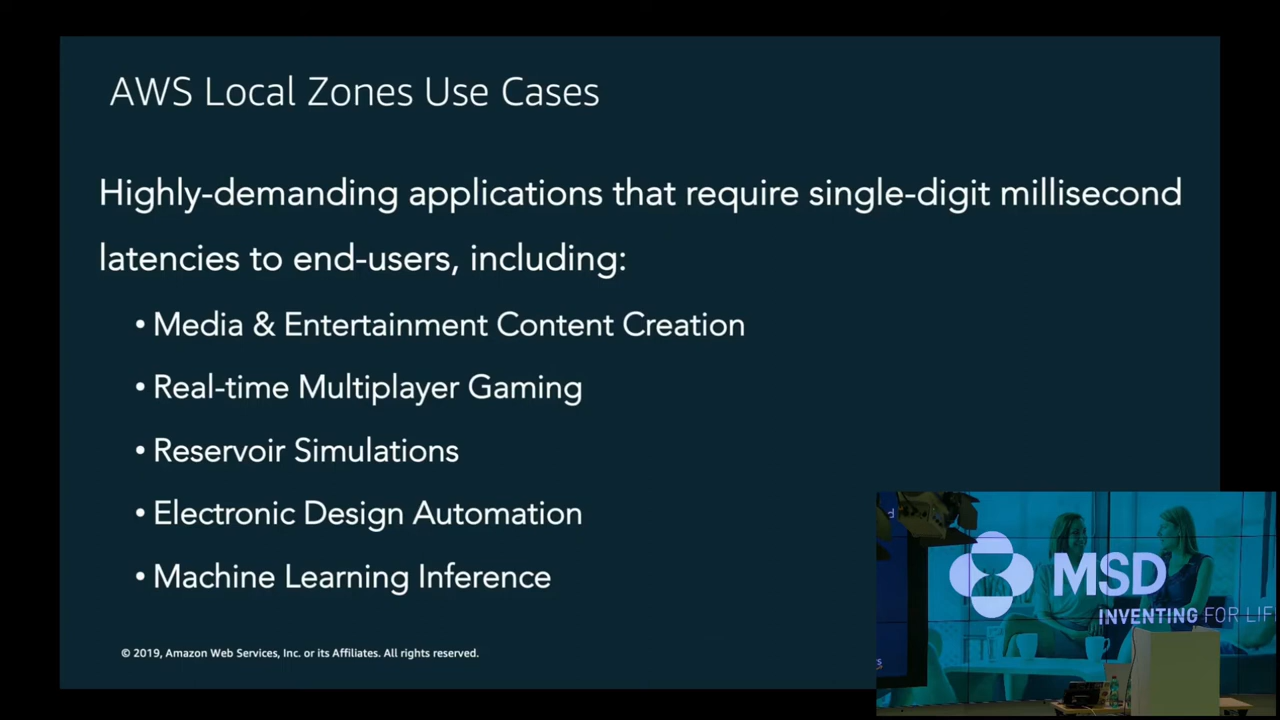 AWS Local Zones Use Cases
Highly-demanding applications that require single-digit millisecond
latencies to end-users, including:
• Media & Entertainment Content Creation
• Real-time Multiplayer Gaming
• Reservoir Simulations
• Electronic Design Automation
• Machine Learning Inference
© 2019, Amazon Web Services, Inc. or its Affiliates. All rights reserved.
MSD
INVENTING FOR LIF